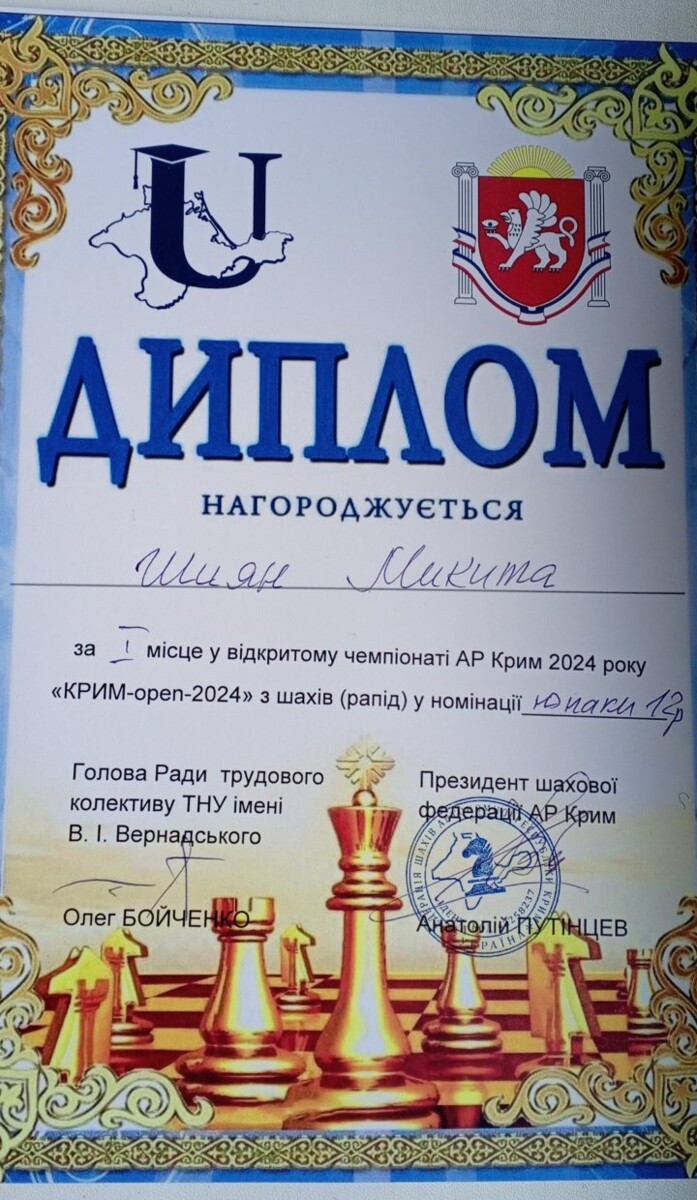 U
ДИПЛОМ
НАГОРОДЖУЄТЬСЯ
Шиян Микита
за I місце у відкритому чемпіонаті АР Крим 2024 року
«КРИМ-open-2024» з шахів (рапід) у номінації юнаки 12р
Голова Ради трудового
колективу ТНУ імені
В. І. Вернадського
Олег БОЙЧЕНКО
Президент шахової
федерації АР Крим
Анатолій ПУТІНЦЕВ
УКРАЇНА